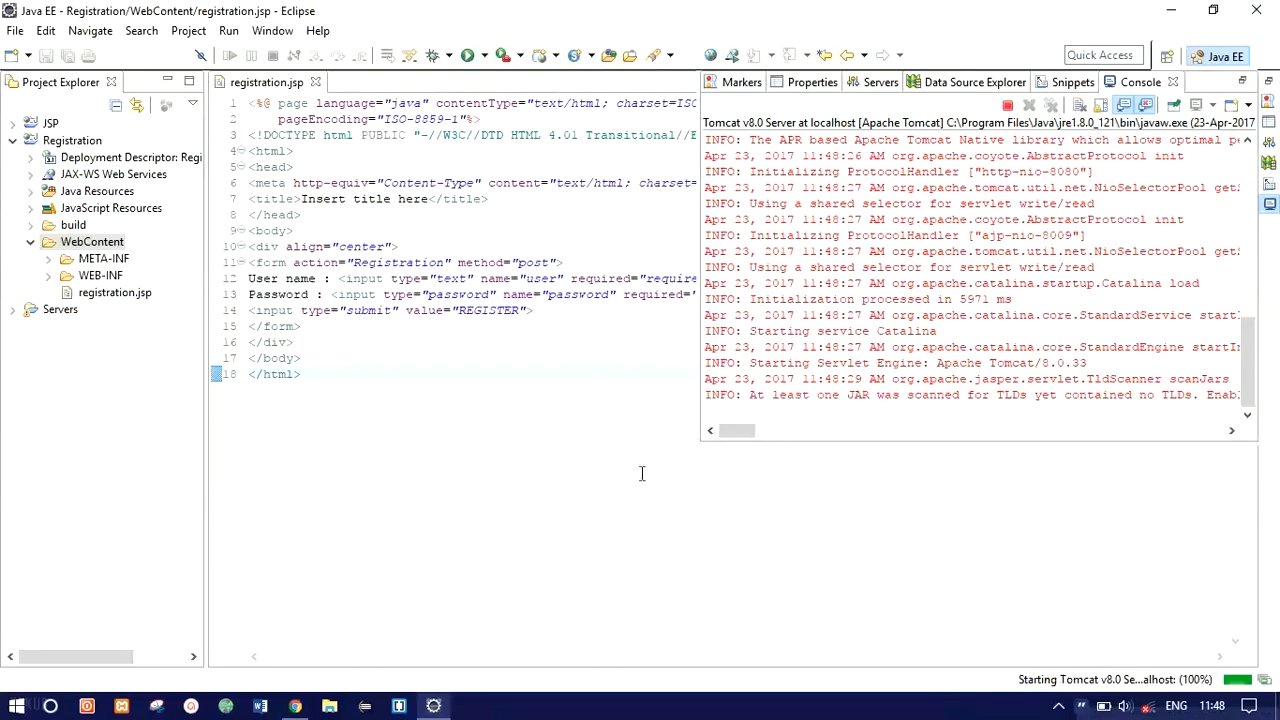 Java EE - Registration/WebContent/registration.jsp - Eclipse
File Edit Navigate Search Project Run Window Help
Quick Access
Java EE
Project Explorer
registration.jsp
Markers Properties Servers Data Source Explorer Snippets Console
JSP
Registration
Deployment Descriptor: Regi
JAX-WS Web Services
Java Resources
JavaScript Resources
build
WebContent
META-INF
WEB-INF
registration.jsp
Servers
1 <%@ page language="java" contentType="text/html; charset=ISO
2 pageEncoding="ISO-8859-1"%>
3 <!DOCTYPE html PUBLIC "-//W3C//DTD HTML 4.01 Transitional//E
4 <html>
5 <head>
6 <meta http-equiv="Content-Type" content="text/html; charset=
7 <title>Insert title here</title>
8 </head>
9 <body>
10 <div align="center">
11 <form action="Registration" method="post">
12 User name : <input type="text" name="user" required="require
13 Password : <input type="password" name="password" required="
14 <input type="submit" value="REGISTER">
15 </form>
16 </div>
17 </body>
18 </html>
Tomcat v8.0 Server at localhost [Apache Tomcat] C:\Program Files\Java\jre1.8.0_121\bin\javaw.exe (23-Apr-2017
INFO: The APR based Apache Tomcat Native library which allows optimal pe
Apr 23, 2017 11:48:26 AM org.apache.coyote.AbstractProtocol init
INFO: Initializing ProtocolHandler ["http-nio-8080"]
Apr 23, 2017 11:48:27 AM org.apache.tomcat.util.net.NioSelectorPool getS
INFO: Using a shared selector for servlet write/read
Apr 23, 2017 11:48:27 AM org.apache.coyote.AbstractProtocol init
INFO: Initializing ProtocolHandler ["ajp-nio-8009"]
Apr 23, 2017 11:48:27 AM org.apache.tomcat.util.net.NioSelectorPool getS
INFO: Using a shared selector for servlet write/read
Apr 23, 2017 11:48:27 AM org.apache.catalina.startup.Catalina load
INFO: Initialization processed in 5971 ms
Apr 23, 2017 11:48:27 AM org.apache.catalina.core.StandardService startI
INFO: Starting service Catalina
Apr 23, 2017 11:48:27 AM org.apache.catalina.core.StandardEngine startIn
INFO: Starting Servlet Engine: Apache Tomcat/8.0.33
Apr 23, 2017 11:48:29 AM org.apache.jasper.servlet.TldScanner scanJars
INFO: At least one JAR was scanned for TLDs yet contained no TLDs. Enabl
Starting Tomcat v8.0 Se...alhost: (100%)
ENG 11:48